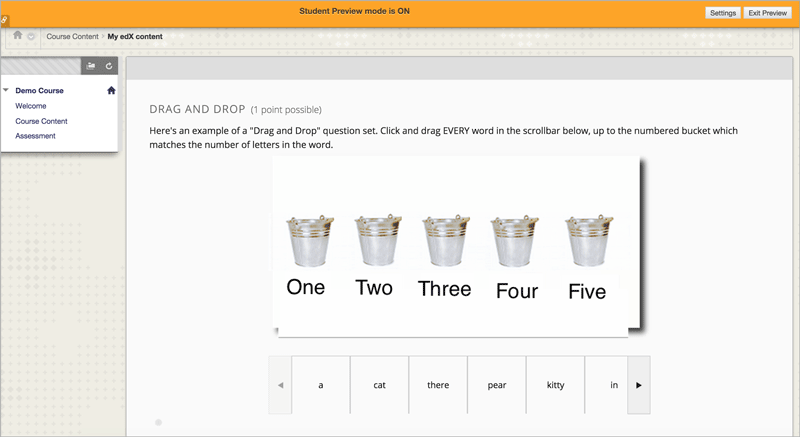 Student Preview mode is ON
Settings
Exit Preview
Course Content > My edX content
Demo Course
Welcome
Course Content
Assessment
DRAG AND DROP (1 point possible)
Here's an example of a "Drag and Drop" question set. Click and drag EVERY word in the scrollbar below, up to the numbered bucket which
matches the number of letters in the word.
One Two Three Four Five
a cat there pear kitty in